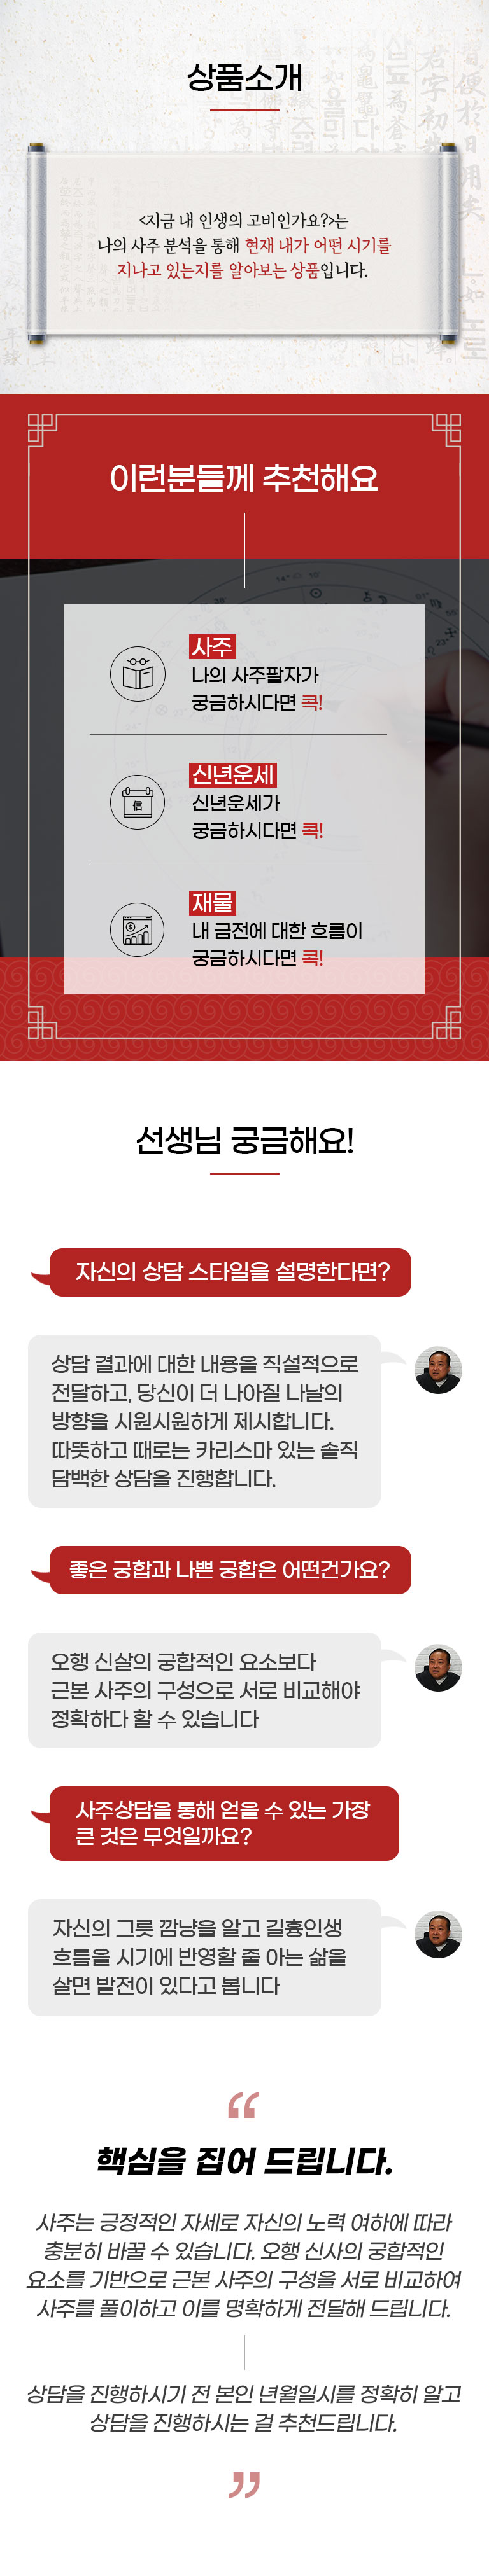 상품소개
<지금 내 인생의 고비인가요?>는
나의 사주 분석을 통해 현재 내가 어떤 시기를
지나고 있는지를 알아보는 상품입니다.
이런분들께 추천해요
사주
나의 사주팔자가
궁금하시다면 콕!
신년운세
신년운세가
궁금하시다면 콕!
재물
내 금전에 대한 흐름이
궁금하시다면 콕!
선생님 궁금해요!
자신의 상담 스타일을 설명한다면?
상담 결과에 대한 내용을 직설적으로
전달하고, 당신이 더 나아질 나날의
방향을 시원시원하게 제시합니다.
따뜻하고 때로는 카리스마 있는 솔직
담백한 상담을 진행합니다.
좋은 궁합과 나쁜 궁합은 어떤건가요?
오행 신살의 궁합적인 요소보다
근본 사주의 구성으로 서로 비교해야
정확하다 할 수 있습니다
사주상담을 통해 얻을 수 있는 가장
큰 것은 무엇일까요?
자신의 그릇 깜냥을 알고 길흉인생
흐름을 시기에 반영할 줄 아는 삶을
살면 발전이 있다고 봅니다
“
핵심을 집어 드립니다.
사주는 긍정적인 자세로 자신의 노력 여하에 따라
충분히 바꿀 수 있습니다. 오행 신사의 궁합적인
요소를 기반으로 근본 사주의 구성을 서로 비교하여
사주를 풀이하고 이를 명확하게 전달해 드립니다.
상담을 진행하시기 전 본인 년월일시를 정확히 알고
상담을 진행하시는 걸 추천드립니다.
”